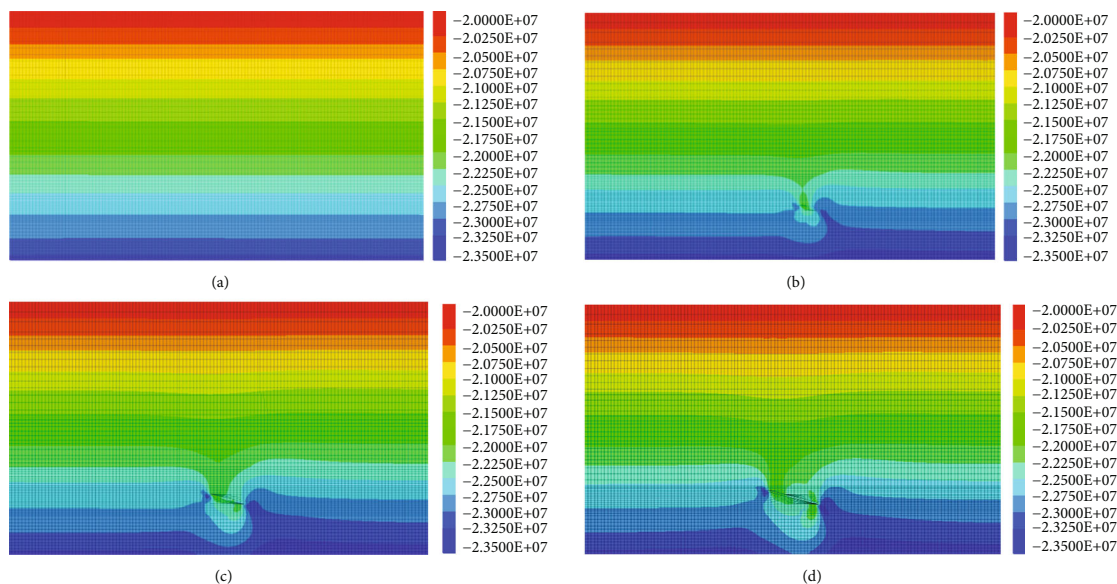 −2.0000E+07
−2.0250E+07
−2.0500E+07
−2.0750E+07
−2.1000E+07
−2.1250E+07
−2.1500E+07
−2.1750E+07
−2.2000E+07
−2.2250E+07
−2.2500E+07
−2.2750E+07
−2.3000E+07
−2.3250E+07
−2.3500E+07
(a)
−2.0000E+07
−2.0250E+07
−2.0500E+07
−2.0750E+07
−2.1000E+07
−2.1250E+07
−2.1500E+07
−2.1750E+07
−2.2000E+07
−2.2250E+07
−2.2500E+07
−2.2750E+07
−2.3000E+07
−2.3250E+07
−2.3500E+07
(b)
−2.0000E+07
−2.0250E+07
−2.0500E+07
−2.0750E+07
−2.1000E+07
−2.1250E+07
−2.1500E+07
−2.1750E+07
−2.2000E+07
−2.2250E+07
−2.2500E+07
−2.2750E+07
−2.3000E+07
−2.3250E+07
−2.3500E+07
(c)
−2.0000E+07
−2.0250E+07
−2.0500E+07
−2.0750E+07
−2.1000E+07
−2.1250E+07
−2.1500E+07
−2.1750E+07
−2.2000E+07
−2.2250E+07
−2.2500E+07
−2.2750E+07
−2.3000E+07
−2.3250E+07
−2.3500E+07
(d)